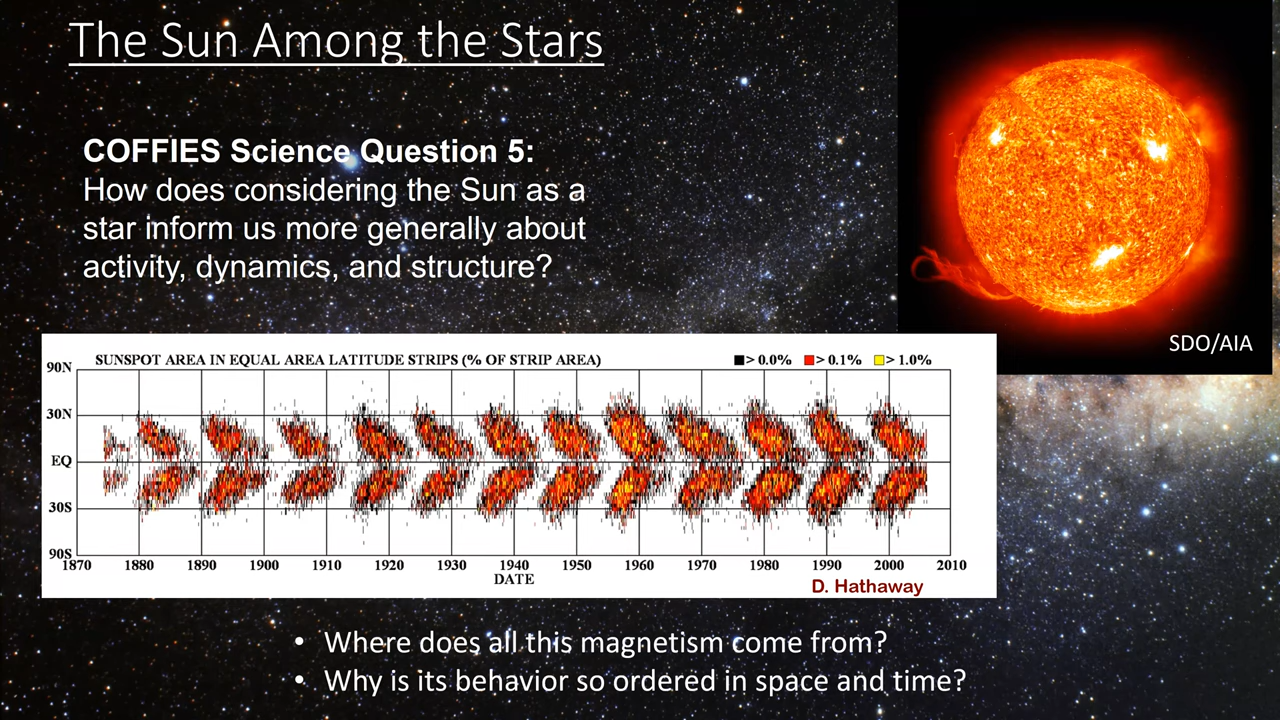 The Sun Among the Stars
COFFIES Science Question 5:
How does considering the Sun as a
star inform us more generally about
activity, dynamics, and structure?
SDO/AIA
SUNSPOT AREA IN EQUAL AREA LATITUDE STRIPS (% OF STRIP AREA)
> 0.0% > 0.1% > 1.0%
90N
30N
EQ
30S
90S
1870 1880 1890 1900 1910 1920 1930 1940 1950 1960 1970 1980 1990 2000 2010
DATE
D. Hathaway
• Where does all this magnetism come from?
• Why is its behavior so ordered in space and time?